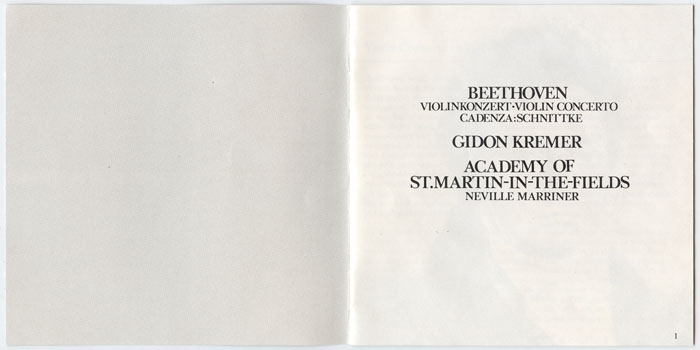 BEETHOVEN
VIOLINKONZERT·VIOLIN CONCERTO
CADENZA:SCHNITTKE
GIDON KREMER
ACADEMY OF
ST.MARTIN-IN-THE-FIELDS
NEVILLE MARRINER
1